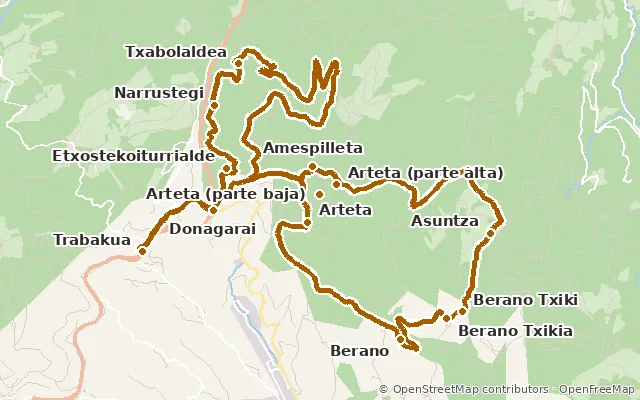 Txabolaldea
Narrustegi
Amespilleta
Etxostekoiturrialde
Arteta (parte alta)
Arteta (parte baja)
Arteta
Asuntza
Donagarai
Trabakua
Berano Txiki
Berano Txikia
Berano
© OpenStreetMap contributors - OpenFreeMap